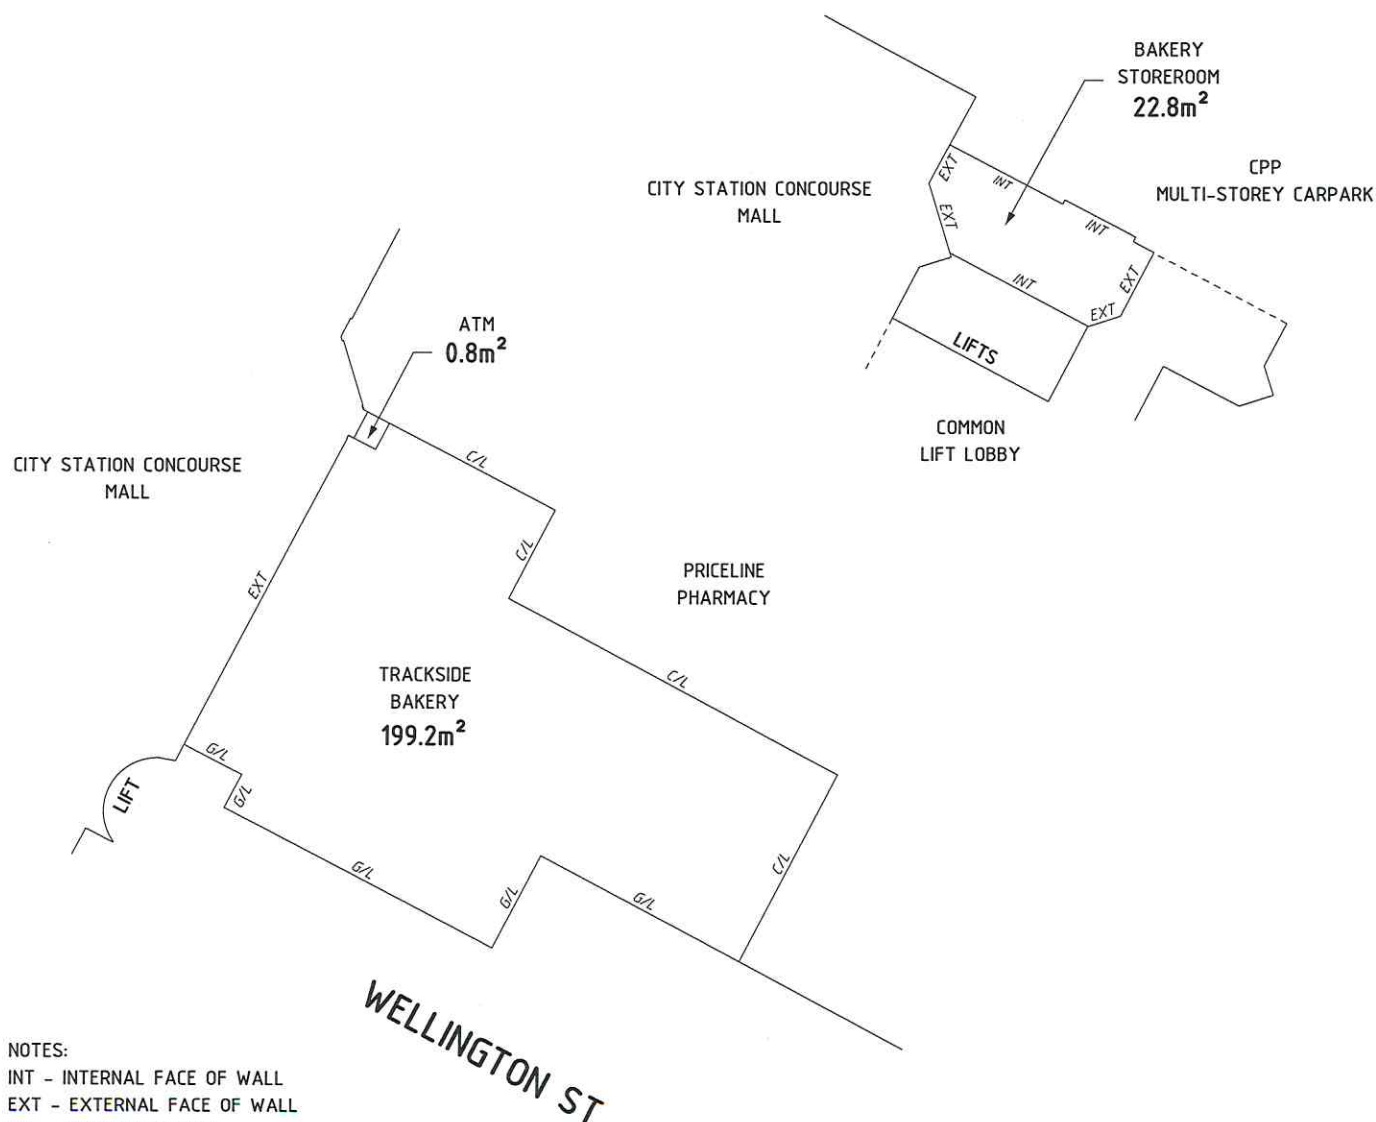 BAKERY
STOREROOM
22.8m²
CPP
MULTI-STOREY CARPARK
CITY STATION CONCOURSE
MALL
EXT
INT
EXT
INT
INT
EXT
EXT
LIFTS
COMMON
LIFT LOBBY
ATM
0.8m²
CITY STATION CONCOURSE
MALL
C/L
C/L
EXT
PRICELINE
PHARMACY
TRACKSIDE
BAKERY
199.2m²
C/L
G/L
G/L
LIFT
G/L
G/L
G/L
C/L
WELLINGTON ST
NOTES:
INT - INTERNAL FACE OF WALL
EXT - EXTERNAL FACE OF WALL